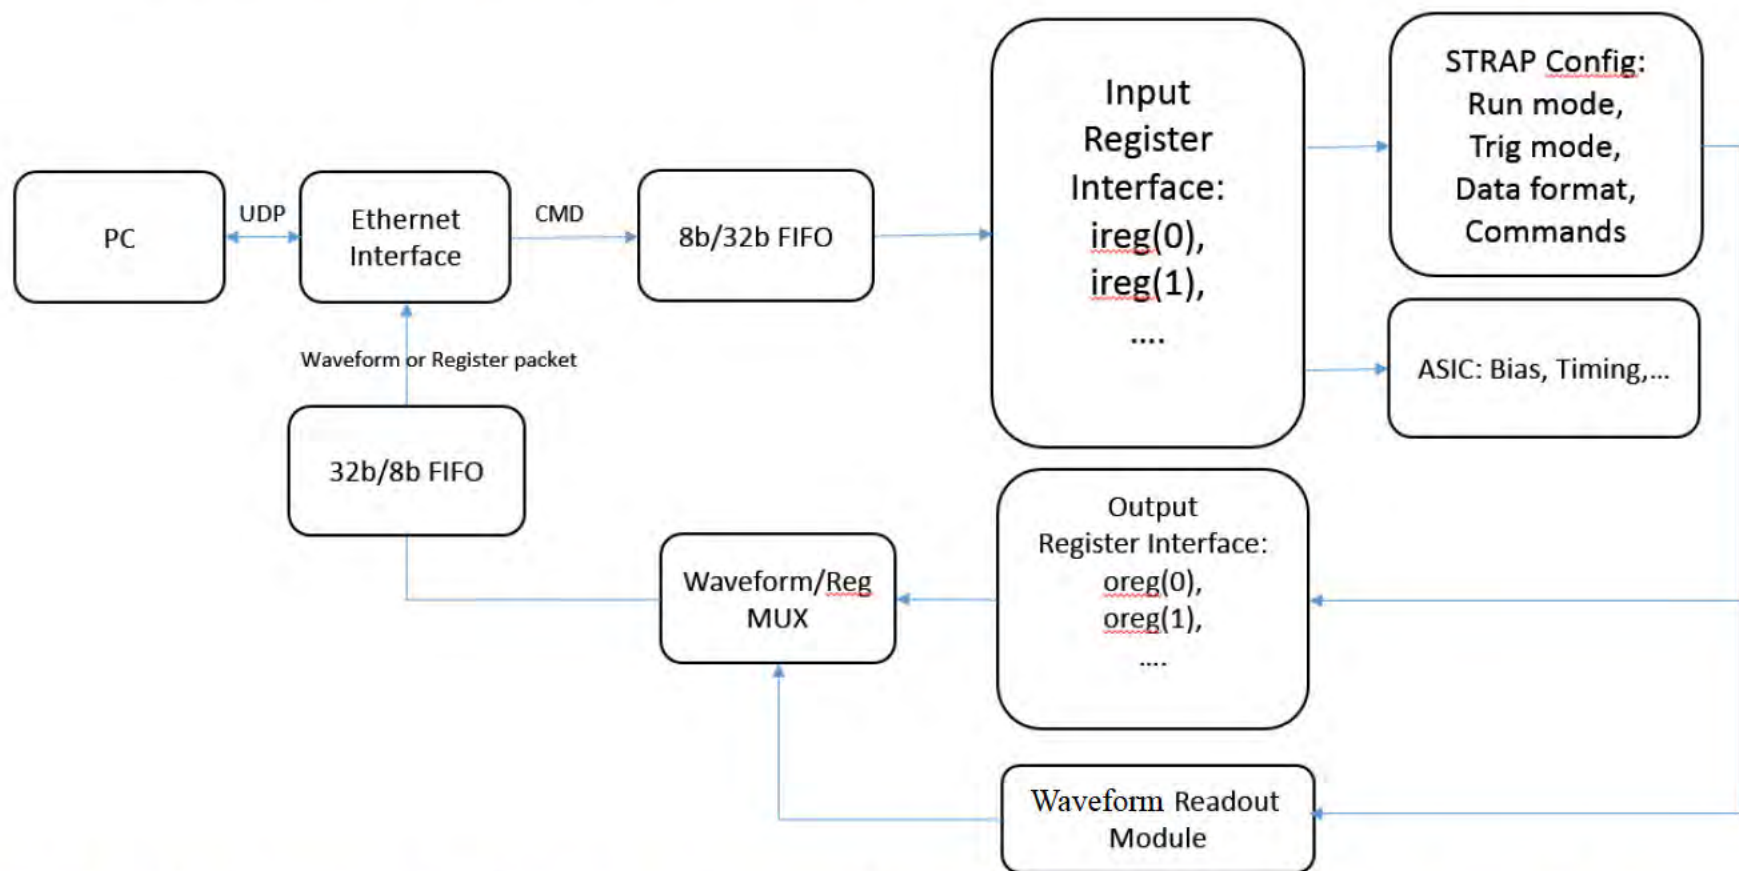 PC
UDP
Ethernet
Interface
CMD
8b/32b FIFO
Input
Register
Interface:
ireg(0),
ireg(1),
....
STRAP Config:
Run mode,
Trig mode,
Data format,
Commands
ASIC: Bias, Timing,...
Waveform or Register packet
32b/8b FIFO
Waveform/Reg
MUX
Output
Register Interface:
oreg(0),
oreg(1),
....
Waveform Readout
Module